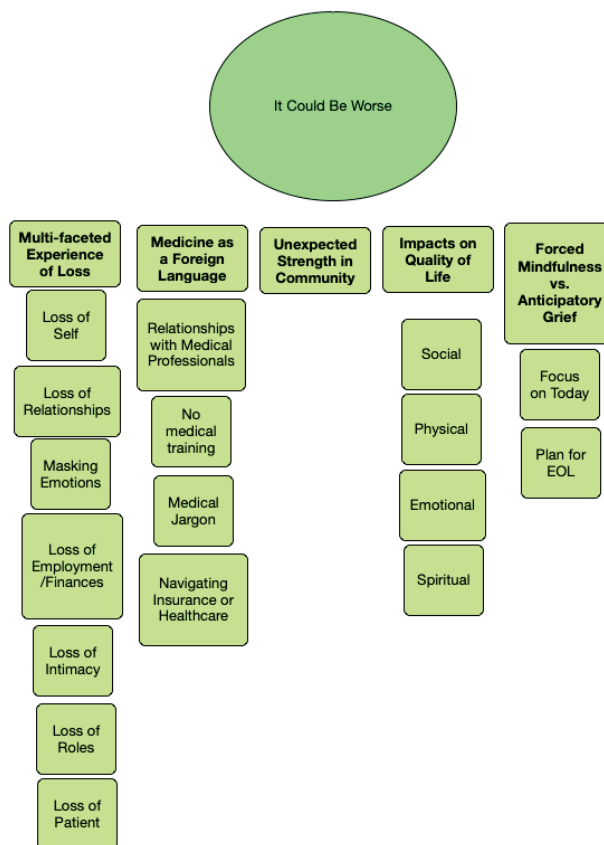 It Could Be Worse
Multi-faceted
Experience
of Loss
Loss of
Self
Loss of
Relationships
Masking
Emotions
Loss of
Employment
/Finances
Loss of
Intimacy
Loss of
Roles
Loss of
Patient
Medicine as
a Foreign
Language
Relationships
with Medical
Professionals
No
medical
training
Medical
Jargon
Navigating
Insurance or
Healthcare
Unexpected
Strength in
Community
Impacts on
Quality of
Life
Social
Physical
Emotional
Spiritual
Forced
Mindfulness
vs.
Anticipatory
Grief
Focus
on Today
Plan for
EOL